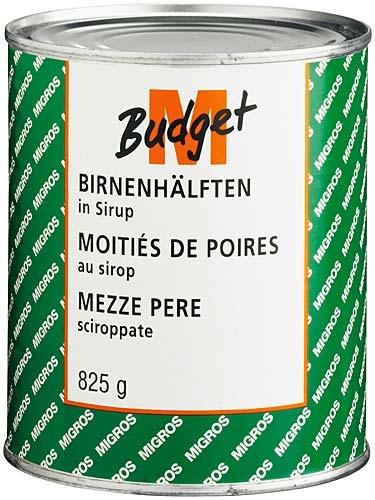 M
Budget
BIRNENHÄLFTEN
in Sirup
MOITIÉS DE POIRES
au sirop
MEZZE PERE
sciroppate
825 g
MIGROS